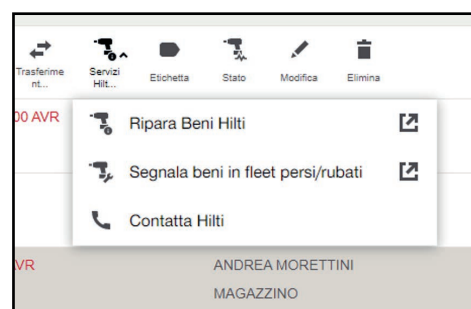 Trasferime
nt...
Servizi
Hilt...
Etichetta
Stato
Modifica
Elimina
00 AVR
Ripara Beni Hilti
Segnala beni in fleet persi/rubati
Contatta Hilti
VR
ANDREA MORETTINI
MAGAZZINO